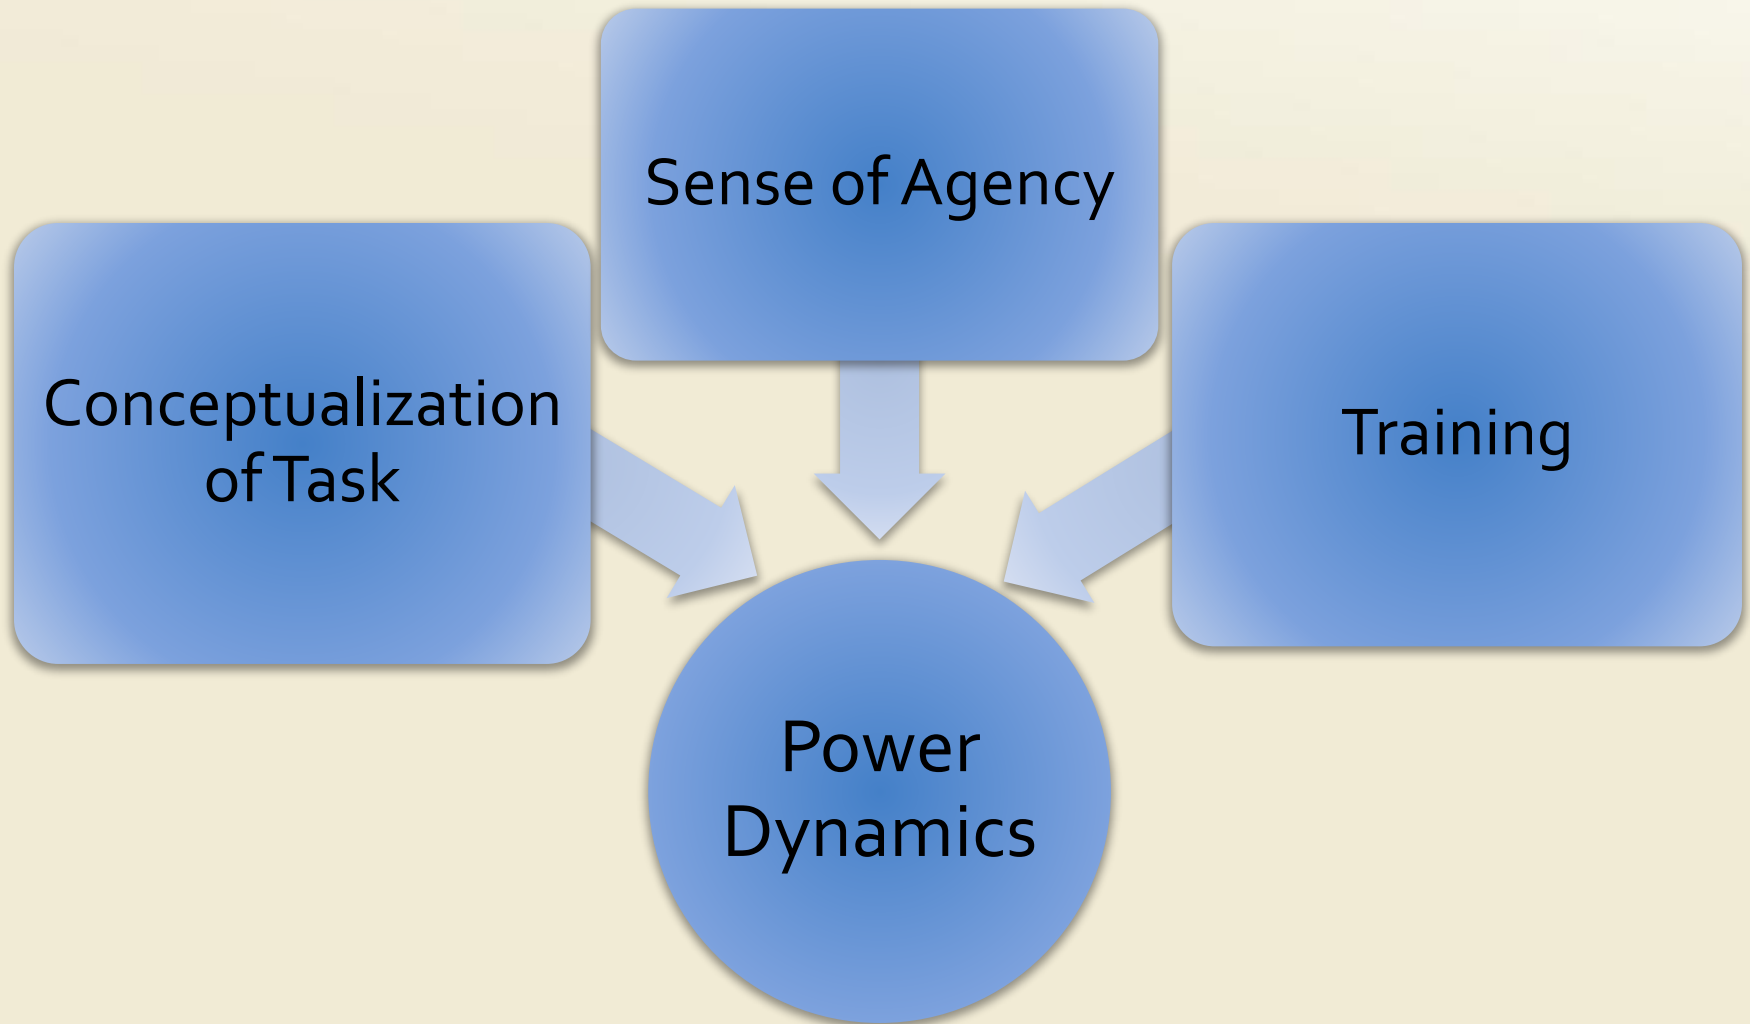 Sense of Agency
Conceptualization
of Task
Training
Power
Dynamics